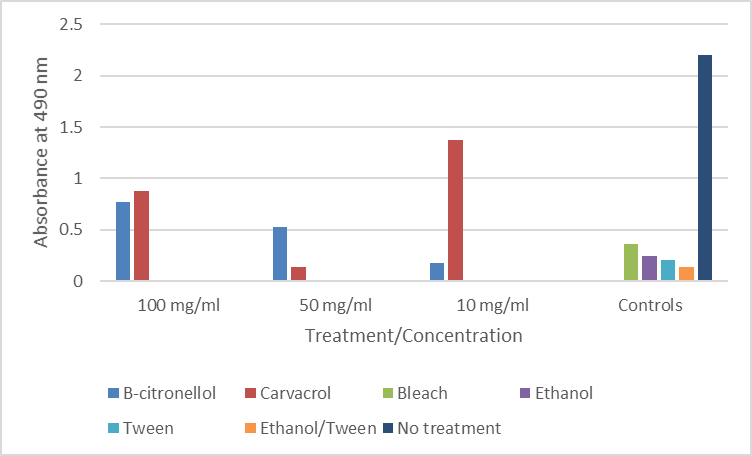 2.5
2
1.5
1
0.5
0
Absorbance at 490 nm
100 mg/ml 50 mg/ml 10 mg/ml Controls
Treatment/Concentration
B-citronellol Carvacrol Bleach Ethanol
Tween Ethanol/Tween No treatment